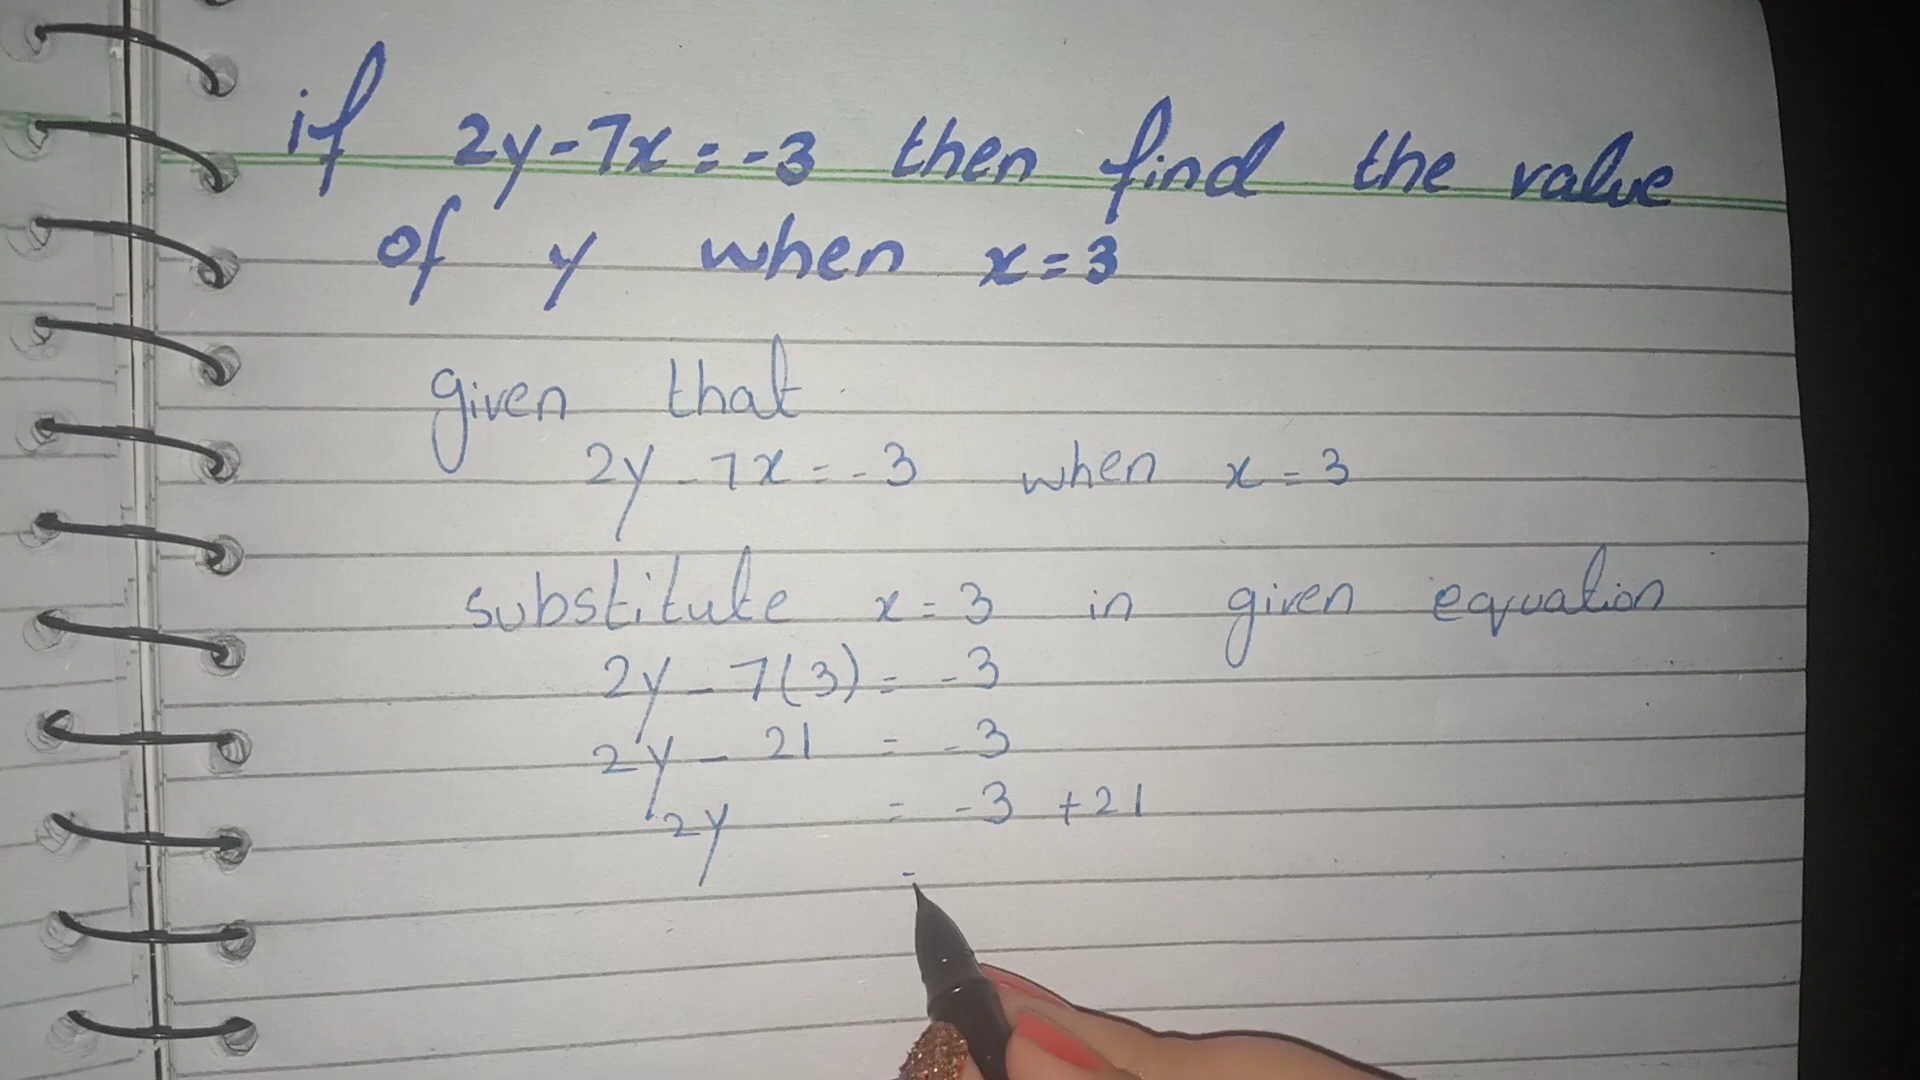 if 2y-7x=-3 then find the value
of y when x=3
given that
2y-7x=-3 when x=3
substitute x=3 in given equation
2y-7(3)=-3
2y-21 = -3
2y = -3 +21
-